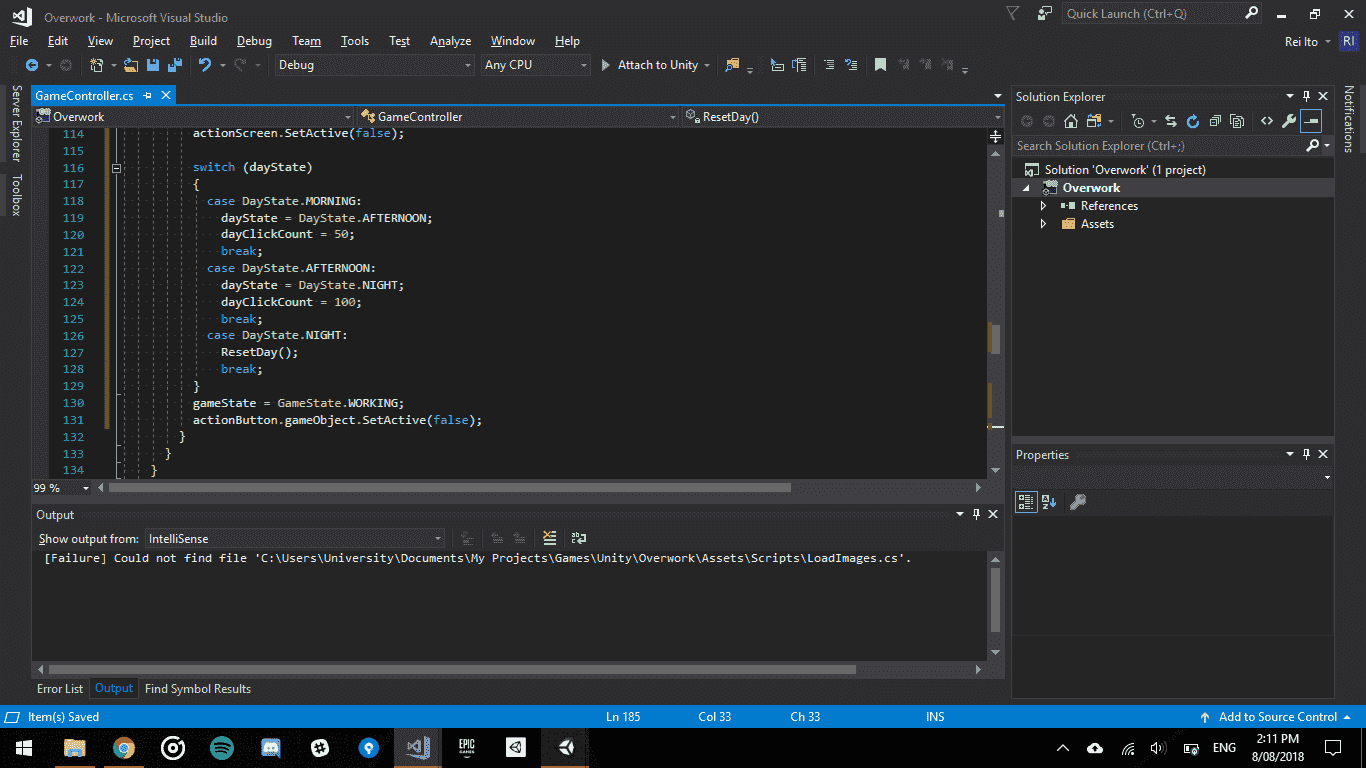 Overwork - Microsoft Visual Studio
Quick Launch (Ctrl+Q)
File Edit View Project Build Debug Team Tools Test Analyze Window Help
Rei Ito
RI
Debug
Any CPU
Attach to Unity
Server Explorer
Toolbox
GameController.cs
Overwork
GameController
ResetDay()
114 actionScreen.SetActive(false);
115
116 switch (dayState)
117 {
118 case DayState.MORNING:
119 dayState = DayState.AFTERNOON;
120 dayClickCount = 50;
121 break;
122 case DayState.AFTERNOON:
123 dayState = DayState.NIGHT;
124 dayClickCount = 100;
125 break;
126 case DayState.NIGHT:
127 ResetDay();
128 break;
129 }
130 gameState = GameState.WORKING;
131 actionButton.gameObject.SetActive(false);
132 }
133 }
134 }
99 %
Output
Show output from: IntelliSense
[Failure] Could not find file 'C:\Users\University\Documents\My Projects\Games\Unity\Overwork\Assets\Scripts\LoadImages.cs'.
Error List Output Find Symbol Results
Solution Explorer
Search Solution Explorer (Ctrl+;)
Solution 'Overwork' (1 project)
Overwork
References
Assets
Properties
Notifications
Item(s) Saved
Ln 185
Col 33
Ch 33
INS
Add to Source Control
EPIC
GAMES
ENG
2:11 PM
8/08/2018